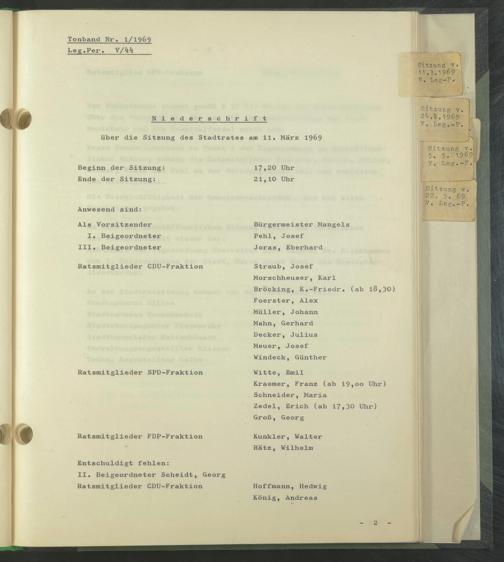 Tonband Nr. 1/1969
Leg.Per. V/44
Niederschrift
über die Sitzung des Stadtrates am 11. März 1969
Beginn der Sitzung: 17,20 Uhr
Ende der Sitzung: 21,10 Uhr
Anwesend sind:
Als Vorsitzender Bürgermeister Mangels
I. Beigeordneter Pehl, Josef
III. Beigeordneter Joras, Eberhard
Ratsmitglieder CDU-Fraktion Straub, Josef
Morschheuser, Karl
Bröcking, K.-Friedr. (ab 18,30)
Foerster, Alex
Müller, Johann
Mahn, Gerhard
Decker, Julius
Meuer, Josef
Windeck, Günther
Ratsmitglieder SPD-Fraktion Witte, Emil
Kraemer, Franz (ab 19,oo Uhr)
Schneider, Maria
Zedel, Erich (ab 17,30 Uhr)
Groß, Georg
Ratsmitglieder FDP-Fraktion Kunkler, Walter
Hätz, Wilhelm
Entschuldigt fehlen:
II. Beigeordneter Scheidt, Georg
Ratsmitglieder CDU-Fraktion Hoffmann, Hedwig
König, Andreas
- 2 -
Sitzung v.
11.3.1969
V. Leg.-P.
Sitzung v.
1969
V. Leg.-P.
Sitzung v.
5. 5. 1969
V. Leg.-P.
Sitzung v.
69
V. Leg.-P.